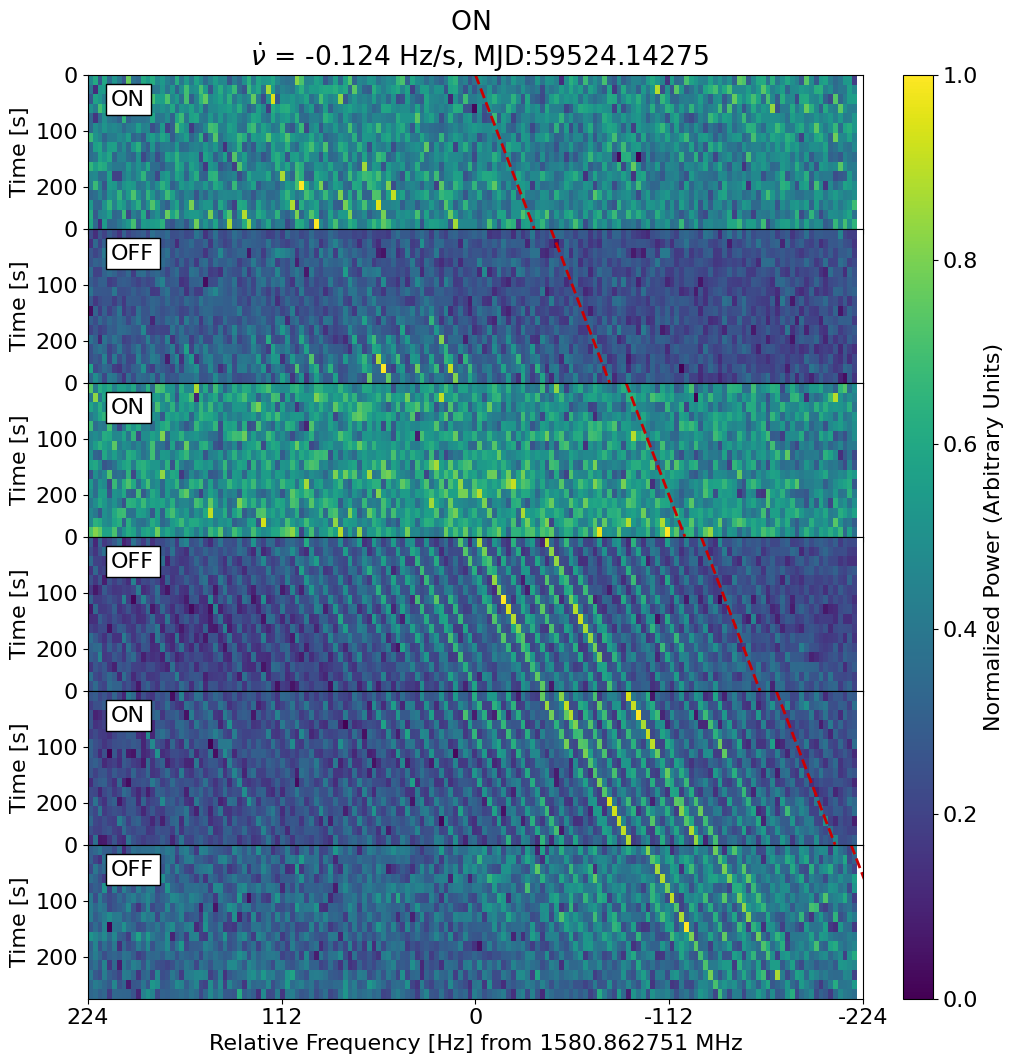 ON
ν̇ = -0.124 Hz/s, MJD:59524.14275
0
ON
100
Time [s]
200
0
OFF
100
Time [s]
200
0
ON
100
Time [s]
200
0
OFF
100
Time [s]
200
0
ON
100
Time [s]
200
0
OFF
100
Time [s]
200
224 112 0 -112 -224
Relative Frequency [Hz] from 1580.862751 MHz
1.0
0.8
0.6
0.4
0.2
0.0
Normalized Power (Arbitrary Units)